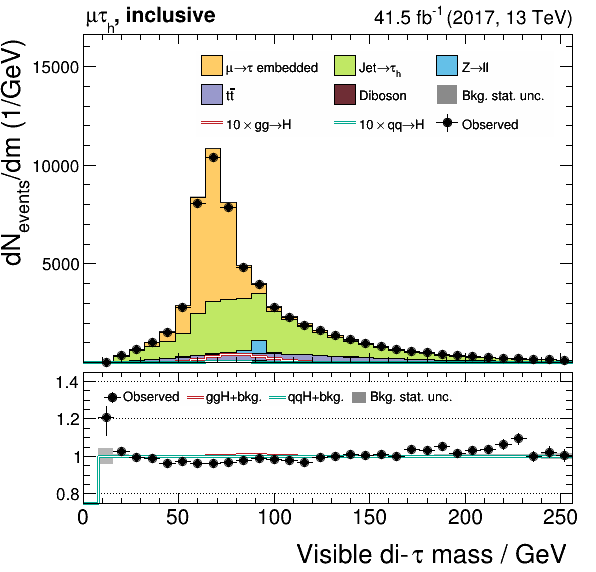 μτh, inclusive 41.5 fb⁻¹ (2017, 13 TeV)
dNevents/dm (1/GeV)
15000
10000
5000
μ→τ embedded Jet→τh Z→ll
tt̄ Diboson Bkg. stat. unc.
10 × gg→H 10 × qq→H Observed
1.4
1.2
1
0.8
Observed ggH+bkg. qqH+bkg. Bkg. stat. unc.
0 50 100 150 200 250
Visible di-τ mass / GeV